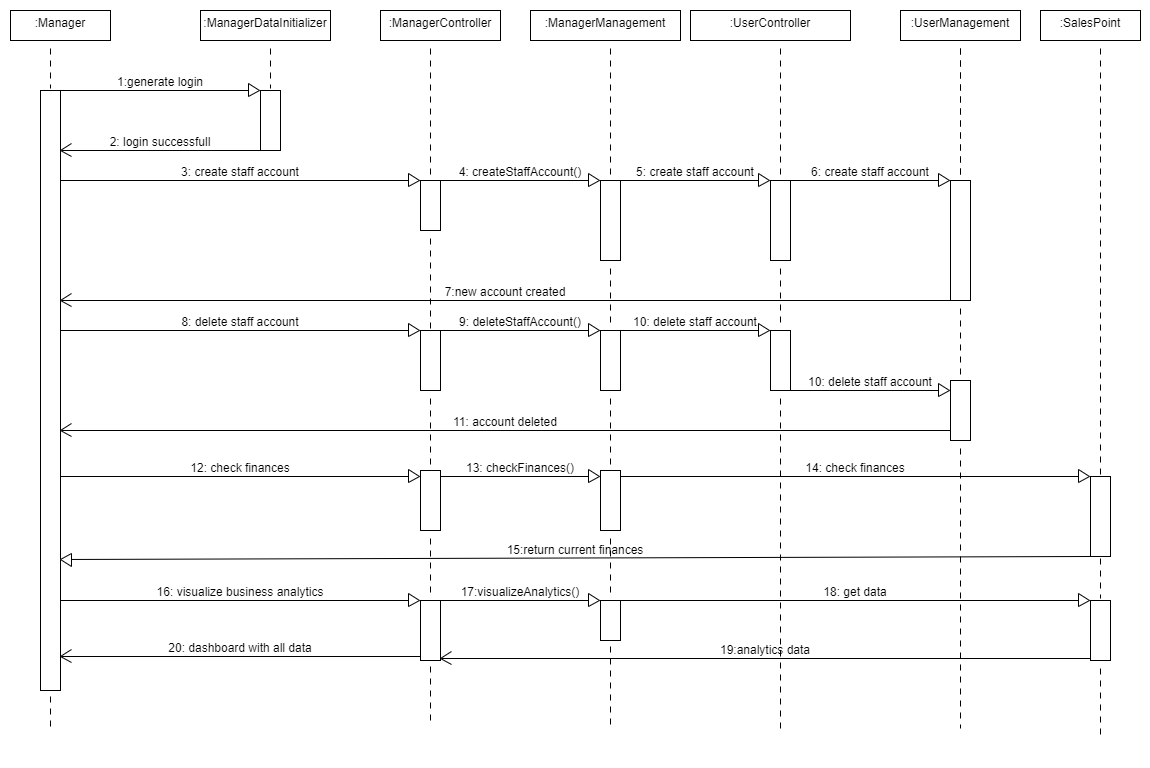 :Manager
:ManagerDataInitializer
:ManagerController
:ManagerManagement
:UserController
:UserManagement
:SalesPoint
1:generate login
2: login successfull
3: create staff account
4: createStaffAccount()
5: create staff account
6: create staff account
7:new account created
8: delete staff account
9: deleteStaffAccount()
10: delete staff account
10: delete staff account
11: account deleted
12: check finances
13: checkFinances()
14: check finances
15:return current finances
16: visualize business analytics
17:visualizeAnalytics()
18: get data
20: dashboard with all data
19:analytics data